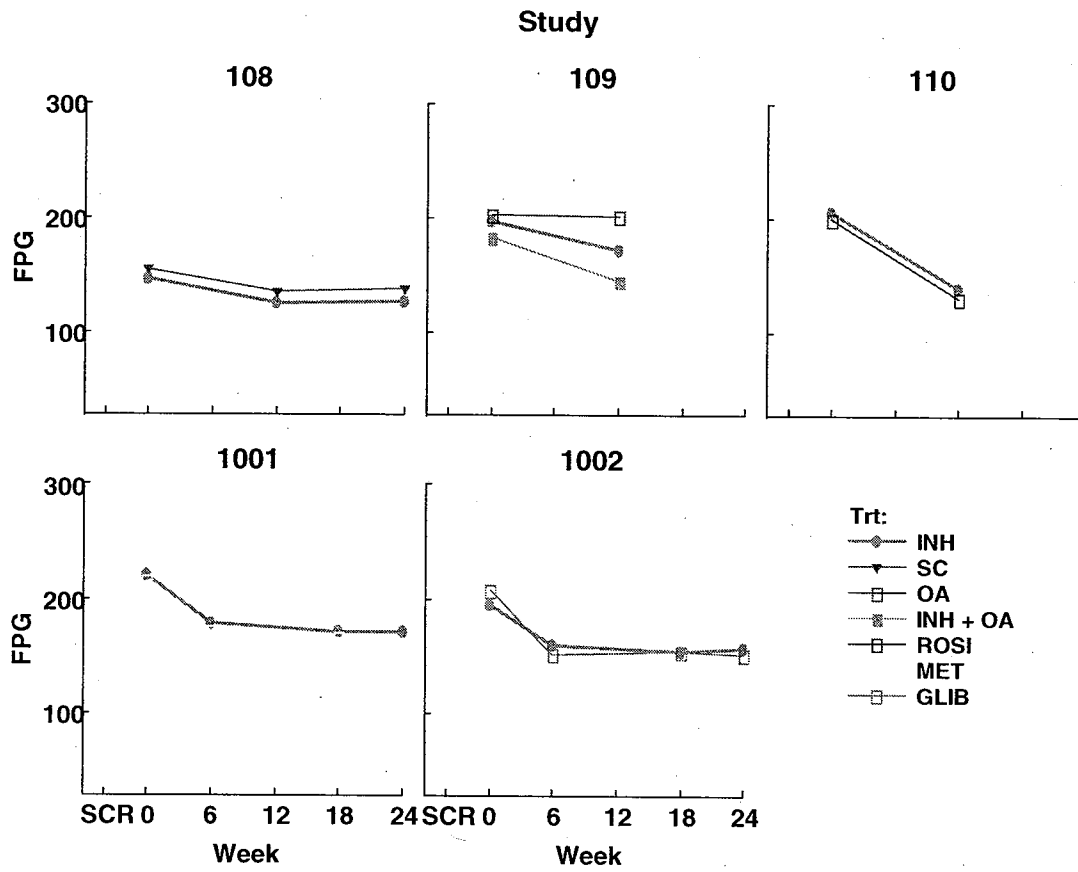 Study
108 109 110
300
200
100
FPG
1001 1002
300
200
100
FPG
SCR 0 6 12 18 24 SCR 0 6 12 18 24
Week Week
Trt:
INH
SC
OA
INH + OA
ROSI
MET
GLIB